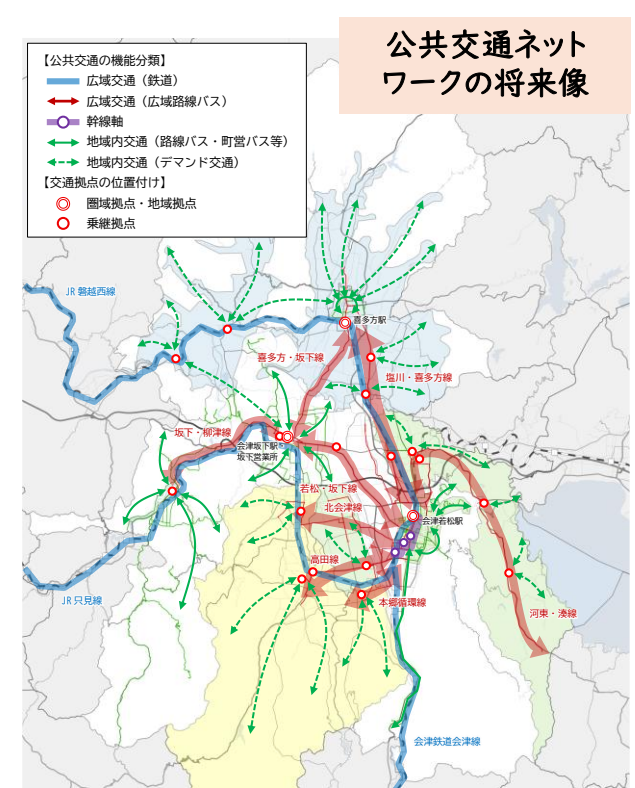 公共交通ネット
ワークの将来像
【公共交通の機能分類】
広域交通（鉄道）
広域交通（広域路線バス）
幹線軸
地域内交通（路線バス・町営バス等）
地域内交通（デマンド交通）
【交通拠点の位置付け】
圏域拠点・地域拠点
乗継拠点
JR磐越西線
喜多方駅
喜多方・坂下線
塩川・喜多方線
坂下・柳津線
会津坂下駅
坂下営業所
若松・坂下線
北会津線
会津若松駅
高田線
JR只見線
本郷循環線
河東・湊線
会津鉄道会津線